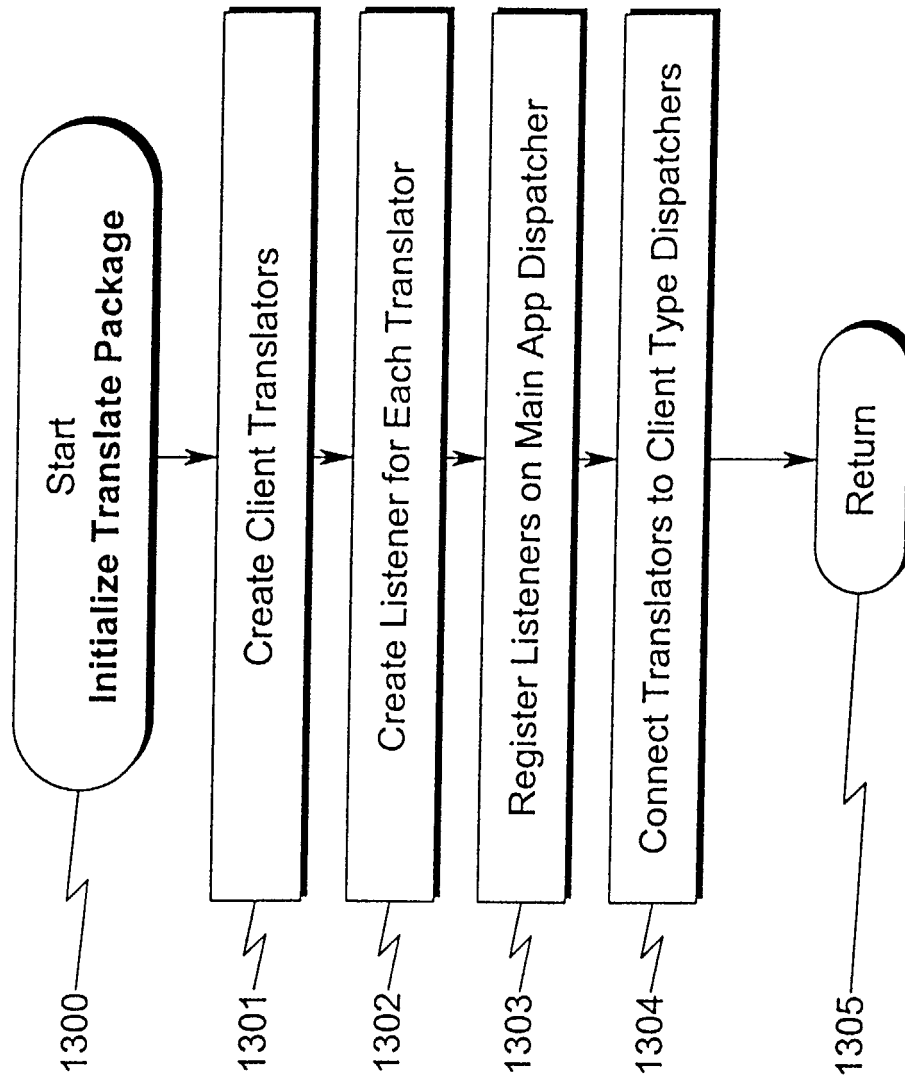 1300
Start
Initialize Translate Package
1301
Create Client Translators
1302
Create Listener for Each Translator
1303
Register Listeners on Main App Dispatcher
1304
Connect Translators to Client Type Dispatchers
1305
Return